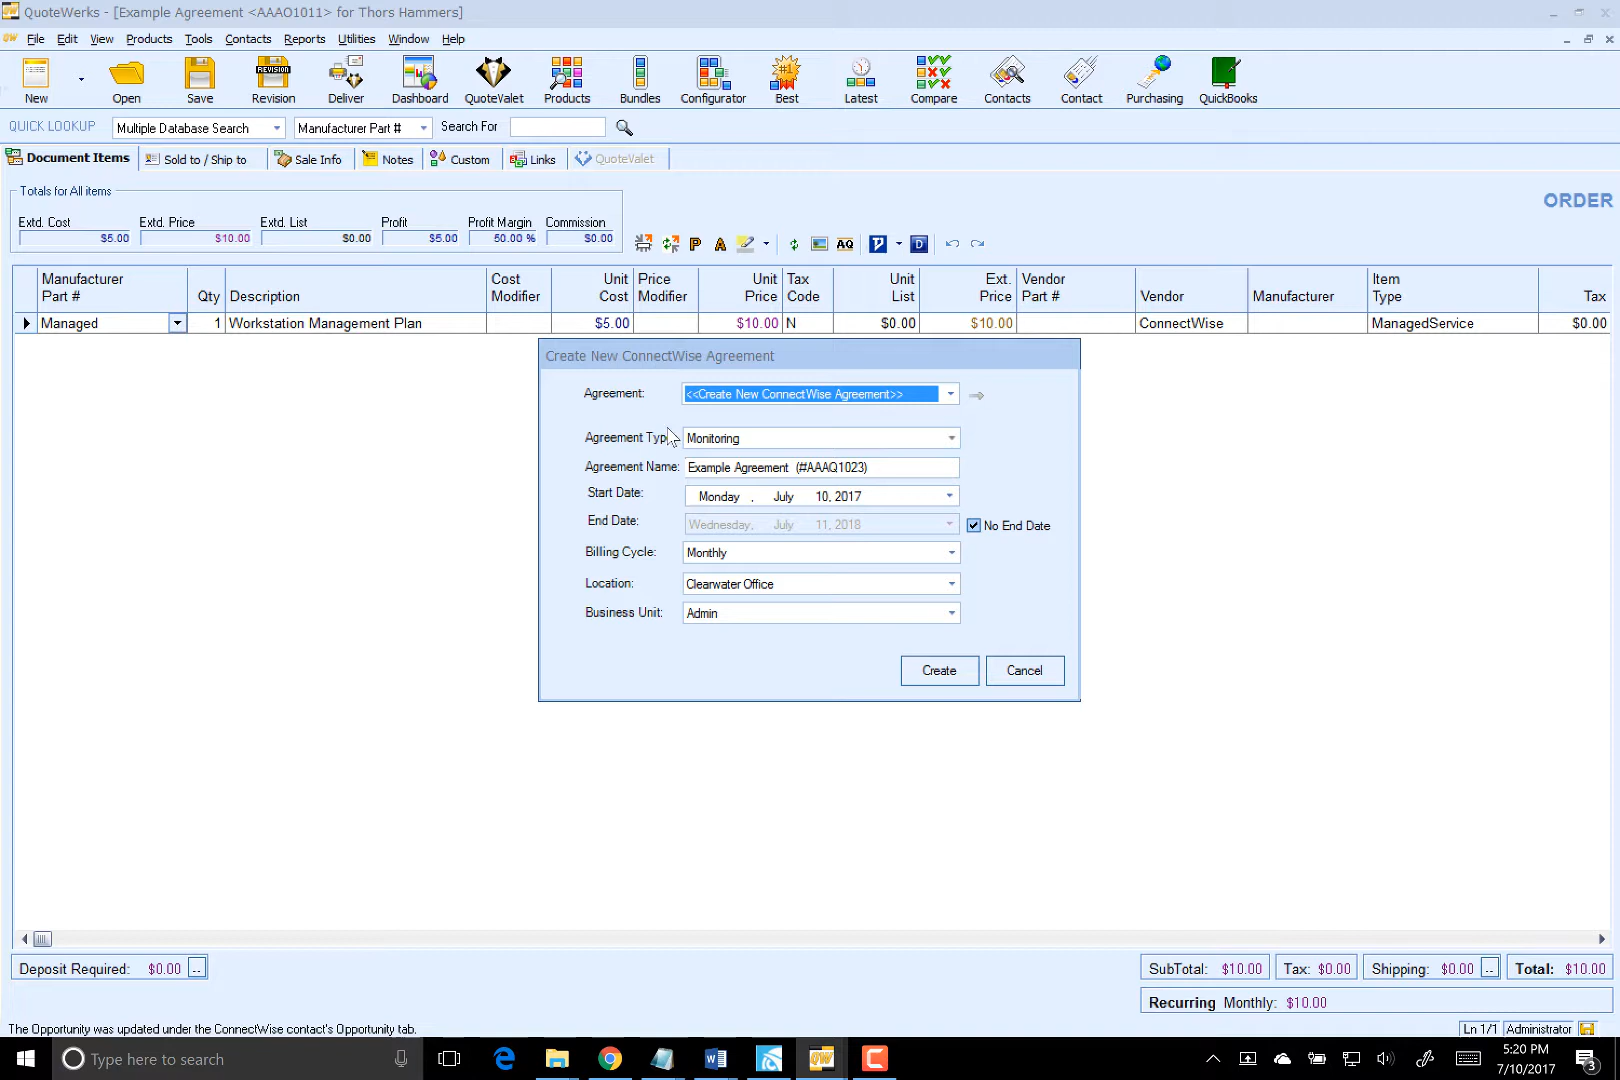 QuoteWerks - [Example Agreement <AAAO1011> for Thors Hammers]
File Edit View Products Tools Contacts Reports Utilities Window Help
New Open Save Revision Deliver Dashboard QuoteValet Products Bundles Configurator Best Latest Compare Contacts Contact Purchasing QuickBooks
QUICK LOOKUP Multiple Database Search Manufacturer Part # Search For
Document Items Sold to / Ship to Sale Info Notes Custom Links QuoteValet
Totals for All items
Extd. Cost Extd. Price Extd. List Profit Profit Margin Commission
$5.00 $10.00 $0.00 $5.00 50.00 % $0.00
ORDER
Manufacturer Part # Qty Description Cost Modifier Unit Cost Price Modifier Unit Price Tax Code Unit List Ext. Price Vendor Part # Vendor Manufacturer Item Type Tax
Managed 1 Workstation Management Plan $5.00 $10.00 N $0.00 $10.00 ConnectWise ManagedService $0.00
Create New ConnectWise Agreement
Agreement: <<Create New ConnectWise Agreement>>
Agreement Typ Monitoring
Agreement Name: Example Agreement (#AAAQ1023)
Start Date: Monday , July 10, 2017
End Date: Wednesday, July 11, 2018 No End Date
Billing Cycle: Monthly
Location: Clearwater Office
Business Unit: Admin
Create Cancel
Deposit Required: $0.00 ..
SubTotal: $10.00 Tax: $0.00 Shipping: $0.00 .. Total: $10.00
Recurring Monthly: $10.00
The Opportunity was updated under the ConnectWise contact's Opportunity tab.
Ln 1/1 Administrator
Type here to search
5:20 PM
7/10/2017
3